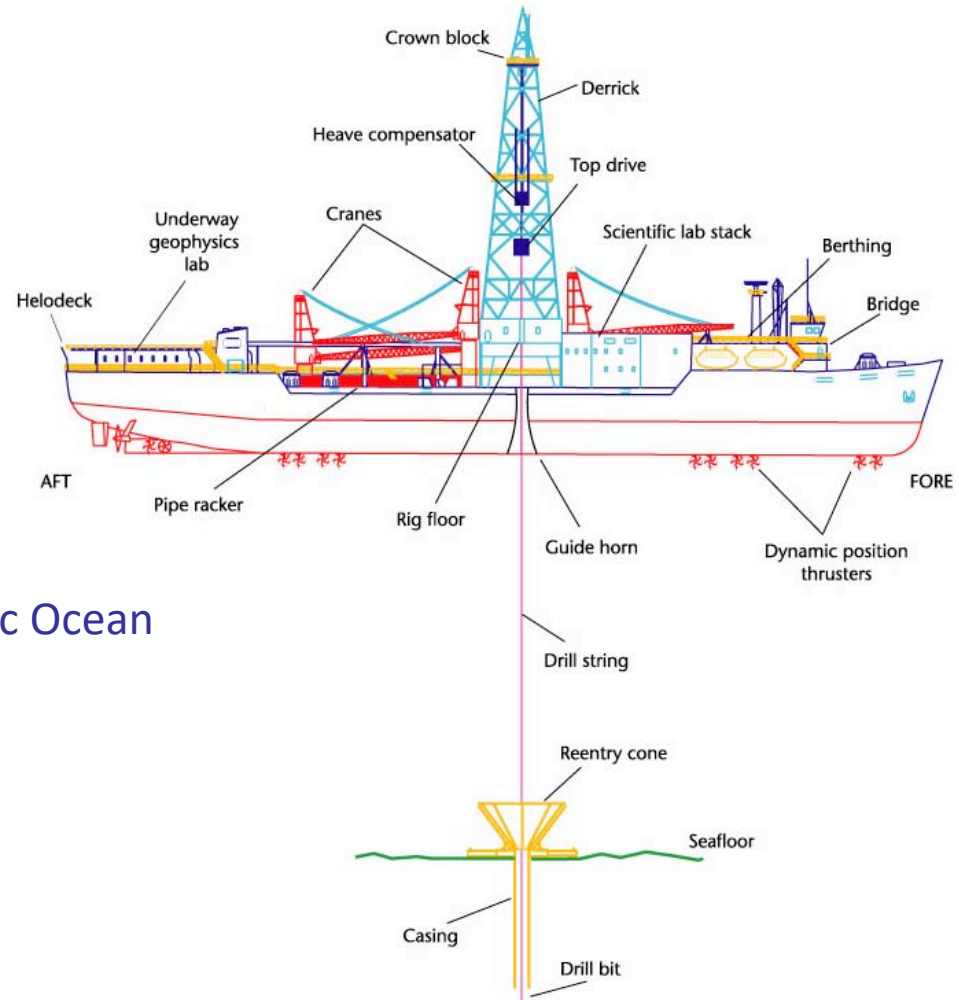 Crown block
Derrick
Heave compensator
Top drive
Cranes
Underway
geophysics
lab
Scientific lab stack
Berthing
Helodeck
Bridge
AFT
FORE
Pipe racker
Rig floor
Guide horn
Dynamic position
thrusters
c Ocean
Drill string
Reentry cone
Seafloor
Casing
Drill bit